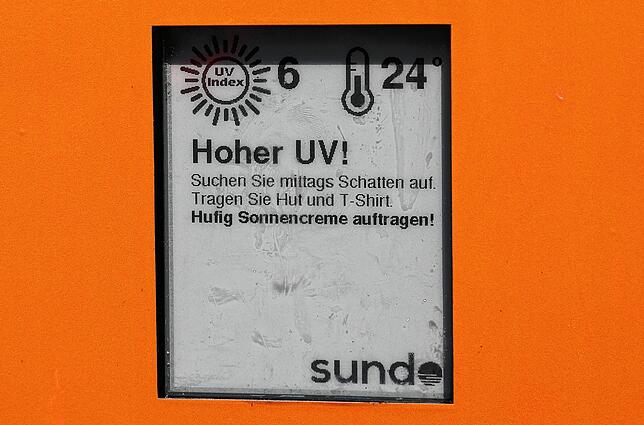 UV
Index
6
24°
Hoher UV!
Suchen Sie mittags Schatten auf.
Tragen Sie Hut und T-Shirt.
Hufig Sonnencreme auftragen!
sundo